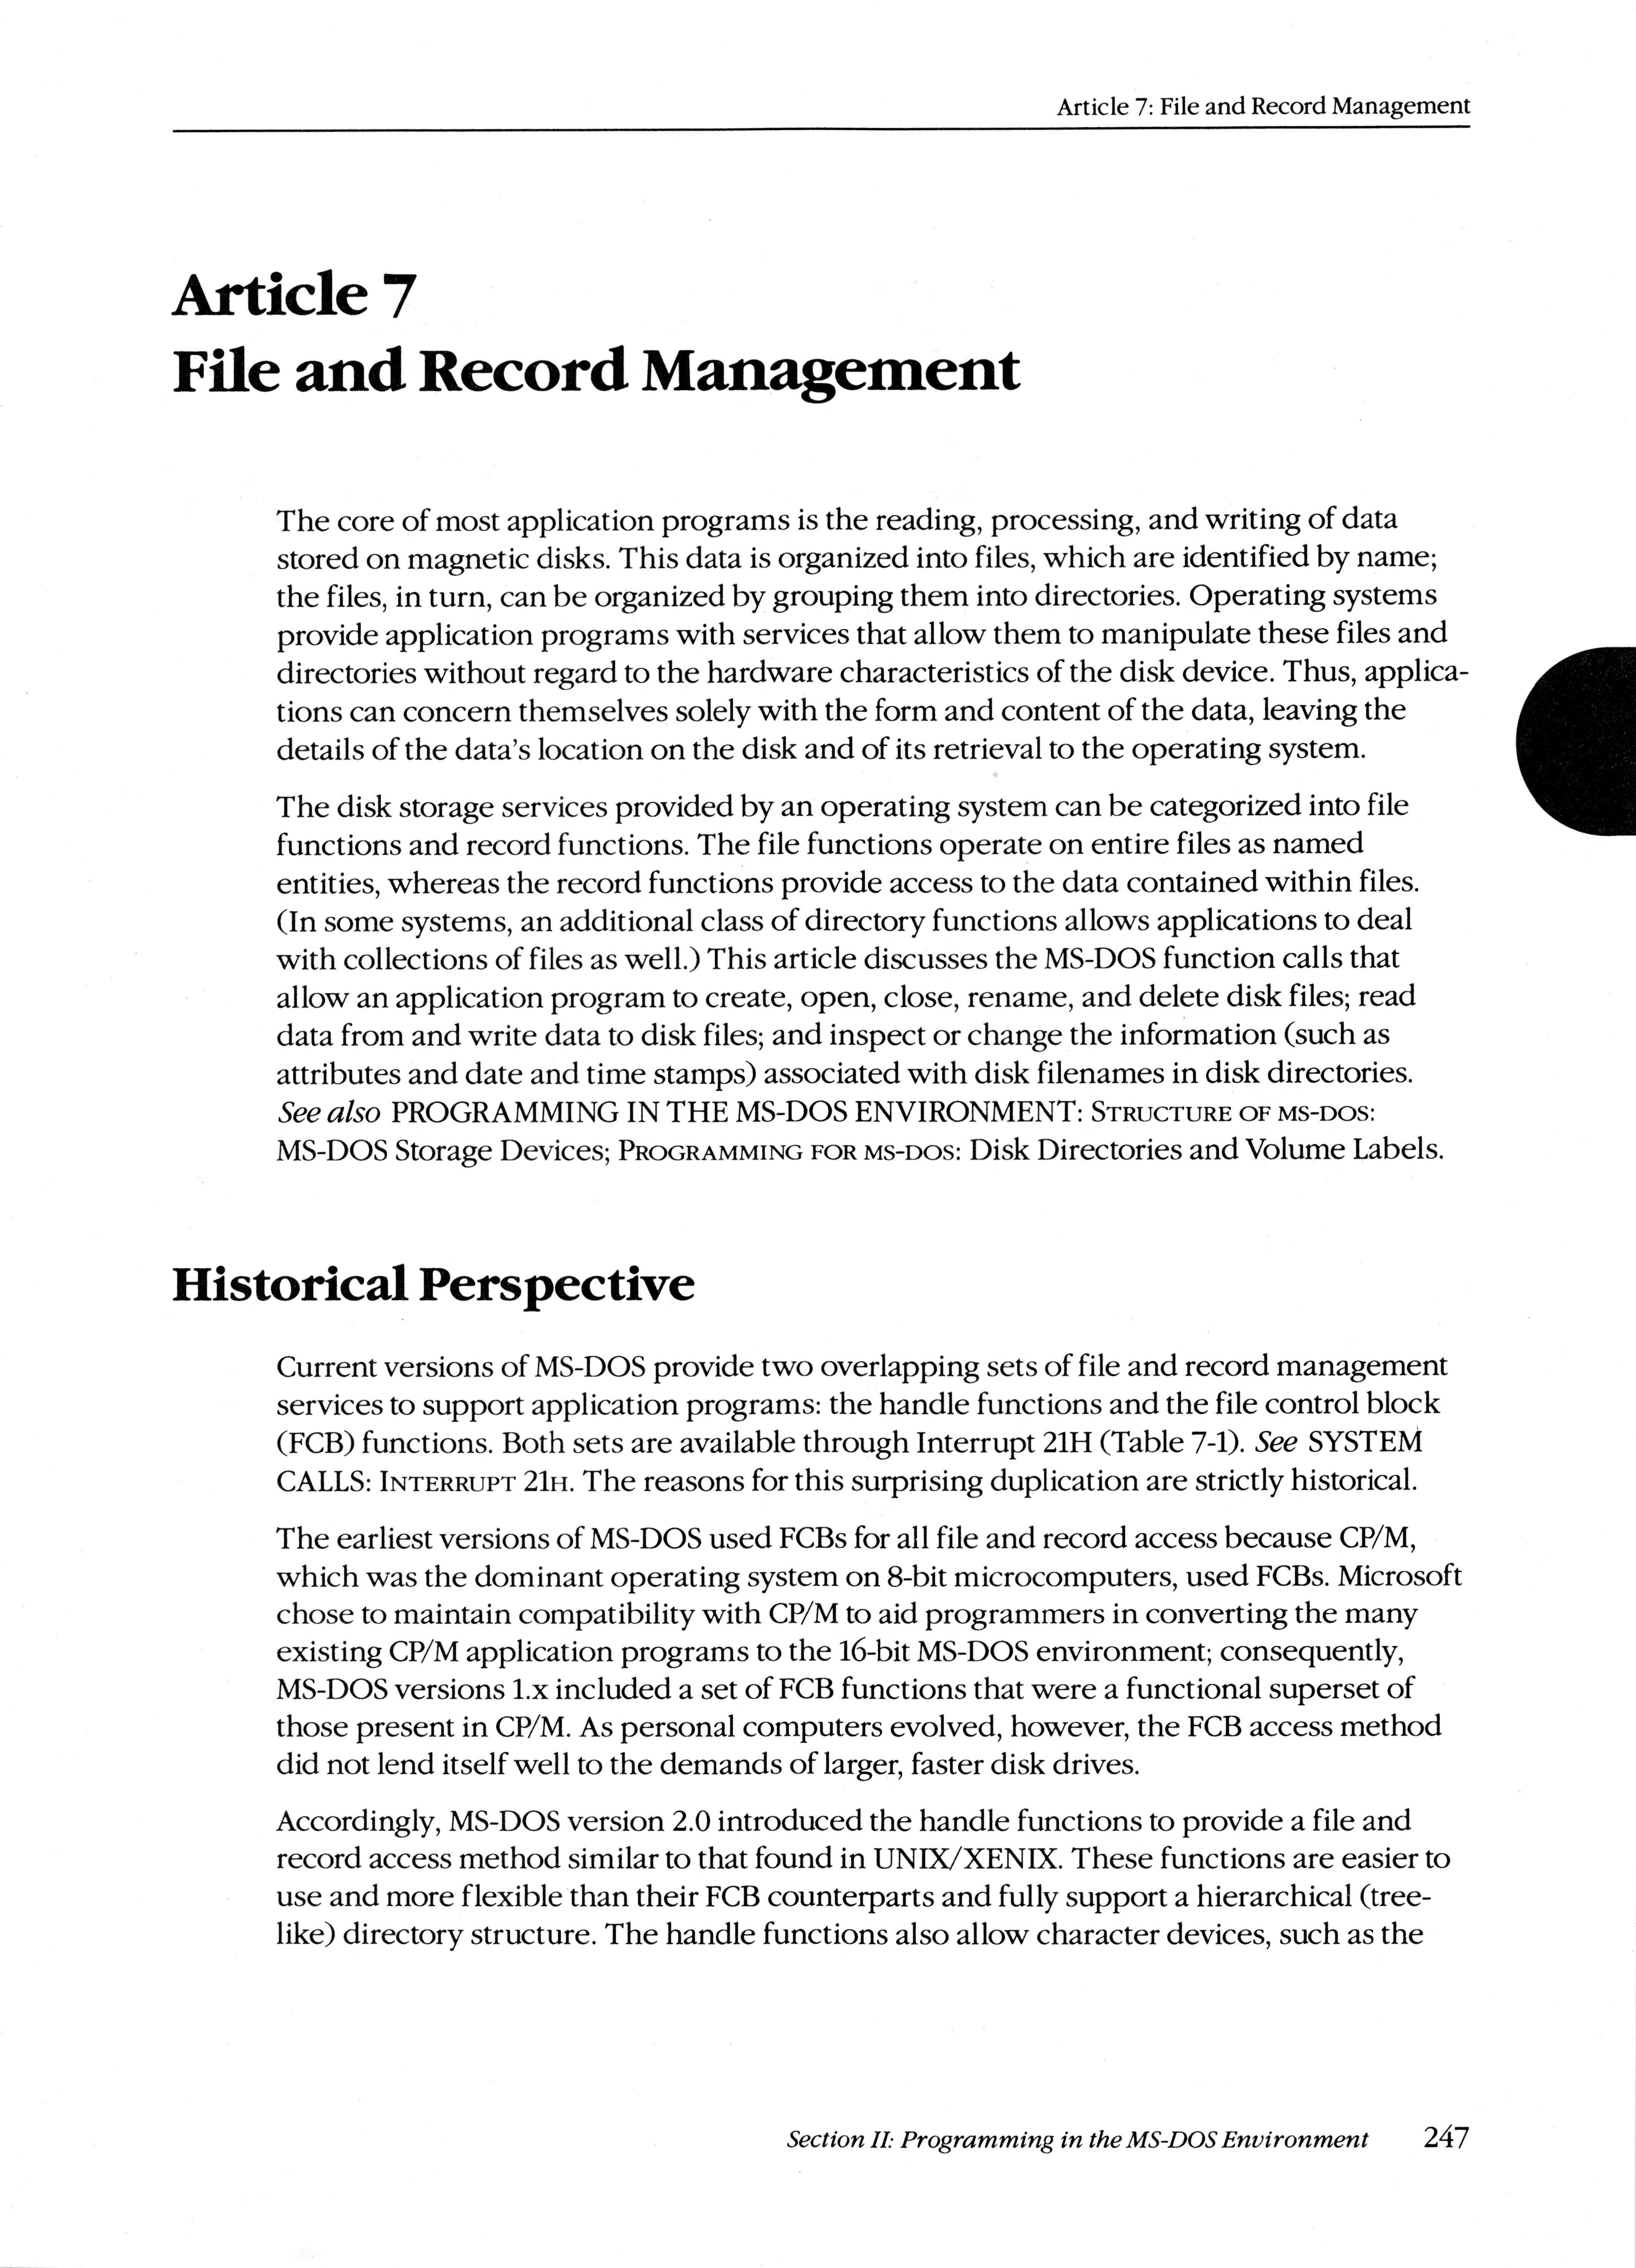 Article 7: File and Record Management
Article 7
File and Record Management
The core of most application programs is the reading, processing, and writing of data
stored on magnetic disks. This data is organized into files, which are identified by name;
the files, in turn, can be organized by grouping them into directories. Operating systems
provide application programs with services that allow them to manipulate these files and
directories without regard to the hardware characteristics of the disk device. Thus, applica-
tions can concern themselves solely with the form and content of the data, leaving the
details of the data's location on the disk and of its retrieval to the operating system.
The disk storage services provided by an operating system can be categorized into file
functions and record functions. The file functions operate on entire files as named
entities, whereas the record functions provide access to the data contained within files.
(In some systems, an additional class of directory functions allows applications to deal
with collections of files as well.) This article discusses the MS-DOS function calls that
allow an application program to create, open, close, rename, and delete disk files; read
data from and write data to disk files; and inspect or change the information (such as
attributes and date and time stamps) associated with disk filenames in disk directories.
See also PROGRAMMING IN THE MS-DOS ENVIRONMENT: STRUCTURE OF MS-DOS:
MS-DOS Storage Devices; PROGRAMMING FOR MS-DOS: Disk Directories and Volume Labels.
Historical Perspective
Current versions of MS-DOS provide two overlapping sets of file and record management
services to support application programs: the handle functions and the file control block
(FCB) functions. Both sets are available through Interrupt 21H (Table 7-1). See SYSTEM
CALLS: INTERRUPT 21H. The reasons for this surprising duplication are strictly historical.
The earliest versions of MS-DOS used FCBs for all file and record access because CP/M,
which was the dominant operating system on 8-bit microcomputers, used FCBs. Microsoft
chose to maintain compatibility with CP/M to aid programmers in converting the many
existing CP/M application programs to the 16-bit MS-DOS environment; consequently,
MS-DOS versions 1.x included a set of FCB functions that were a functional superset of
those present in CP/M. As personal computers evolved, however, the FCB access method
did not lend itself well to the demands of larger, faster disk drives.
Accordingly, MS-DOS version 2.0 introduced the handle functions to provide a file and
record access method similar to that found in UNIX/XENIX. These functions are easier to
use and more flexible than their FCB counterparts and fully support a hierarchical (tree-
like) directory structure. The handle functions also allow character devices, such as the
Section II: Programming in the MS-DOS Environment 247